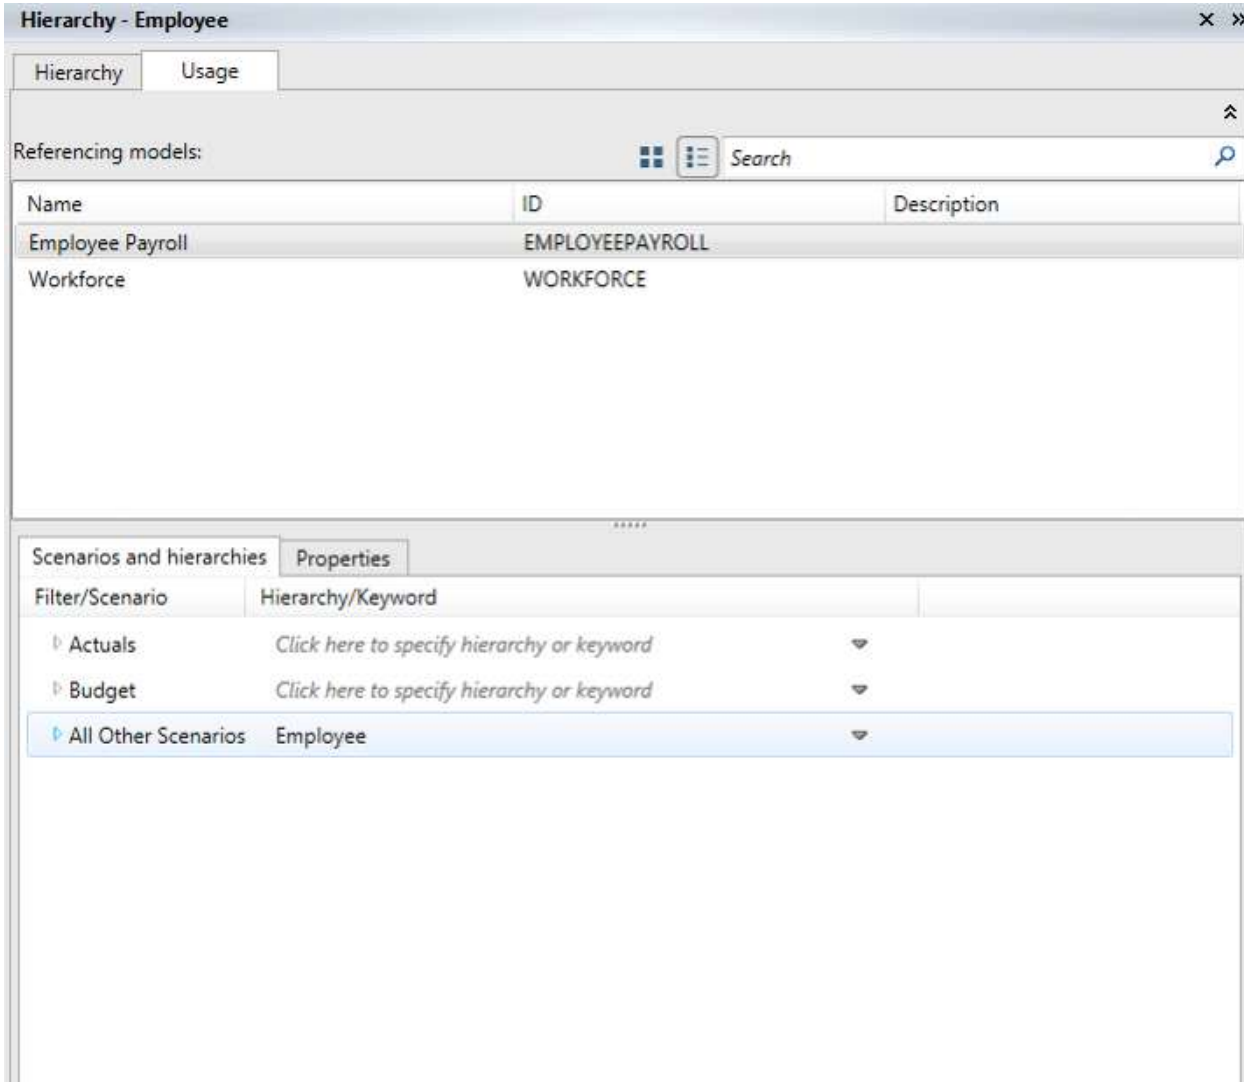 Hierarchy - Employee
Hierarchy Usage
Referencing models: Search
Name ID Description
Employee Payroll EMPLOYEEPAYROLL
Workforce WORKFORCE
Scenarios and hierarchies Properties
Filter/Scenario Hierarchy/Keyword
Actuals Click here to specify hierarchy or keyword
Budget Click here to specify hierarchy or keyword
All Other Scenarios Employee